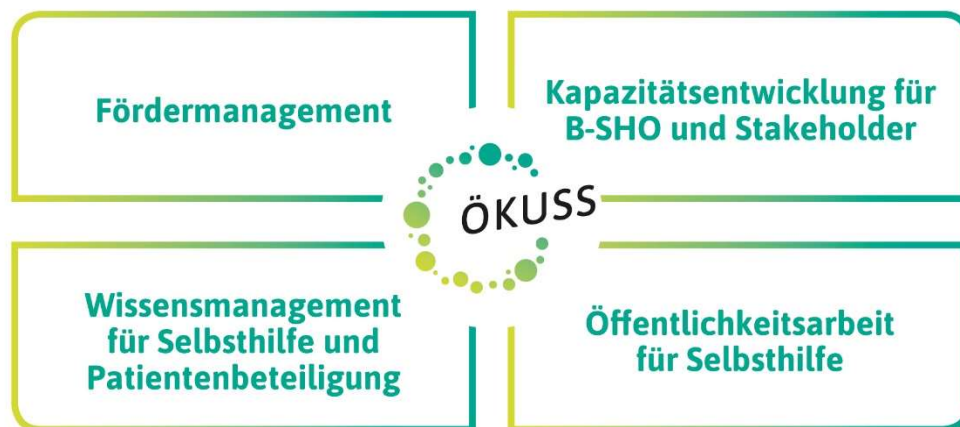 Fördermanagement
Kapazitätsentwicklung für
B-SHO und Stakeholder
ÖKUSS
Wissensmanagement
für Selbsthilfe und
Patientenbeteiligung
Öffentlichkeitsarbeit
für Selbsthilfe